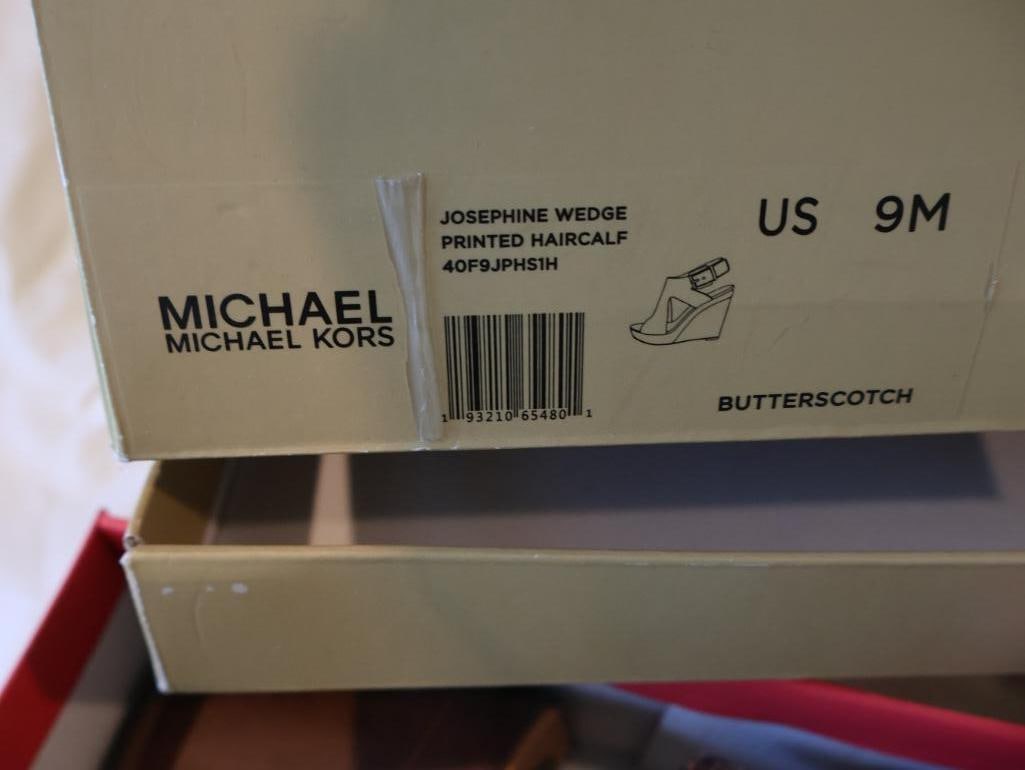 JOSEPHINE WEDGE
PRINTED HAIRCALF
40F9JPHS1H
US 9M
MICHAEL
MICHAEL KORS
1 93210 65480 1
BUTTERSCOTCH